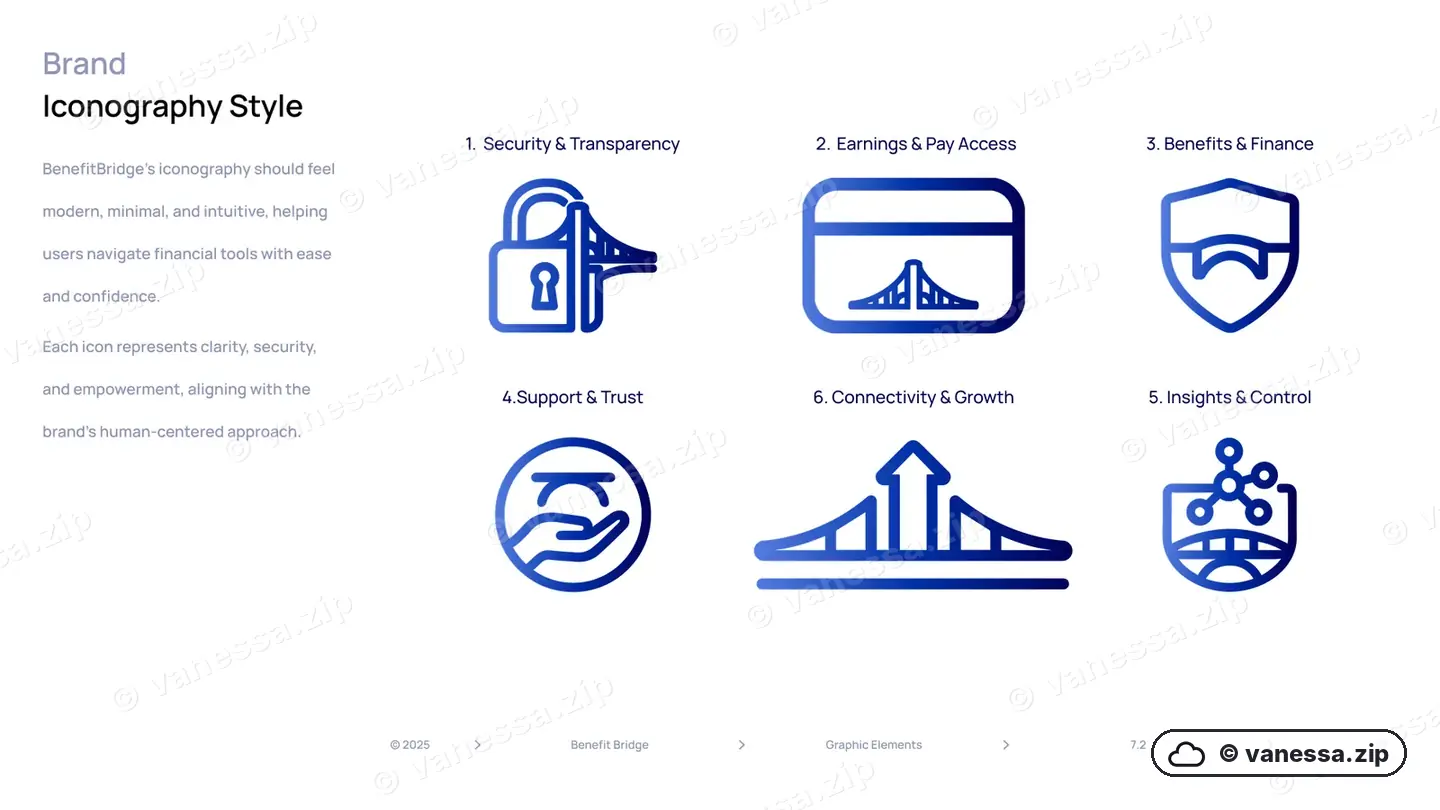 Brand
Iconography Style
BenefitBridge's iconography should feel
modern, minimal, and intuitive, helping
users navigate financial tools with ease
and confidence.
Each icon represents clarity, security,
and empowerment, aligning with the
brand's human-centered approach.
1. Security & Transparency
2. Earnings & Pay Access
3. Benefits & Finance
4.Support & Trust
6. Connectivity & Growth
5. Insights & Control
© 2025
Benefit Bridge
Graphic Elements
7.2
© vanessa.zip